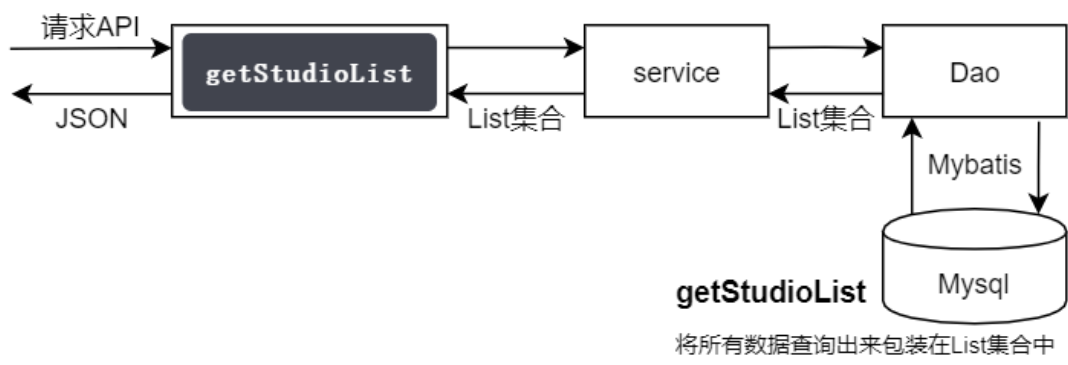 请求API
getStudioList
service
Dao
JSON
List集合
List集合
Mybatis
Mysql
getStudioList
将所有数据查询出来包装在List集合中